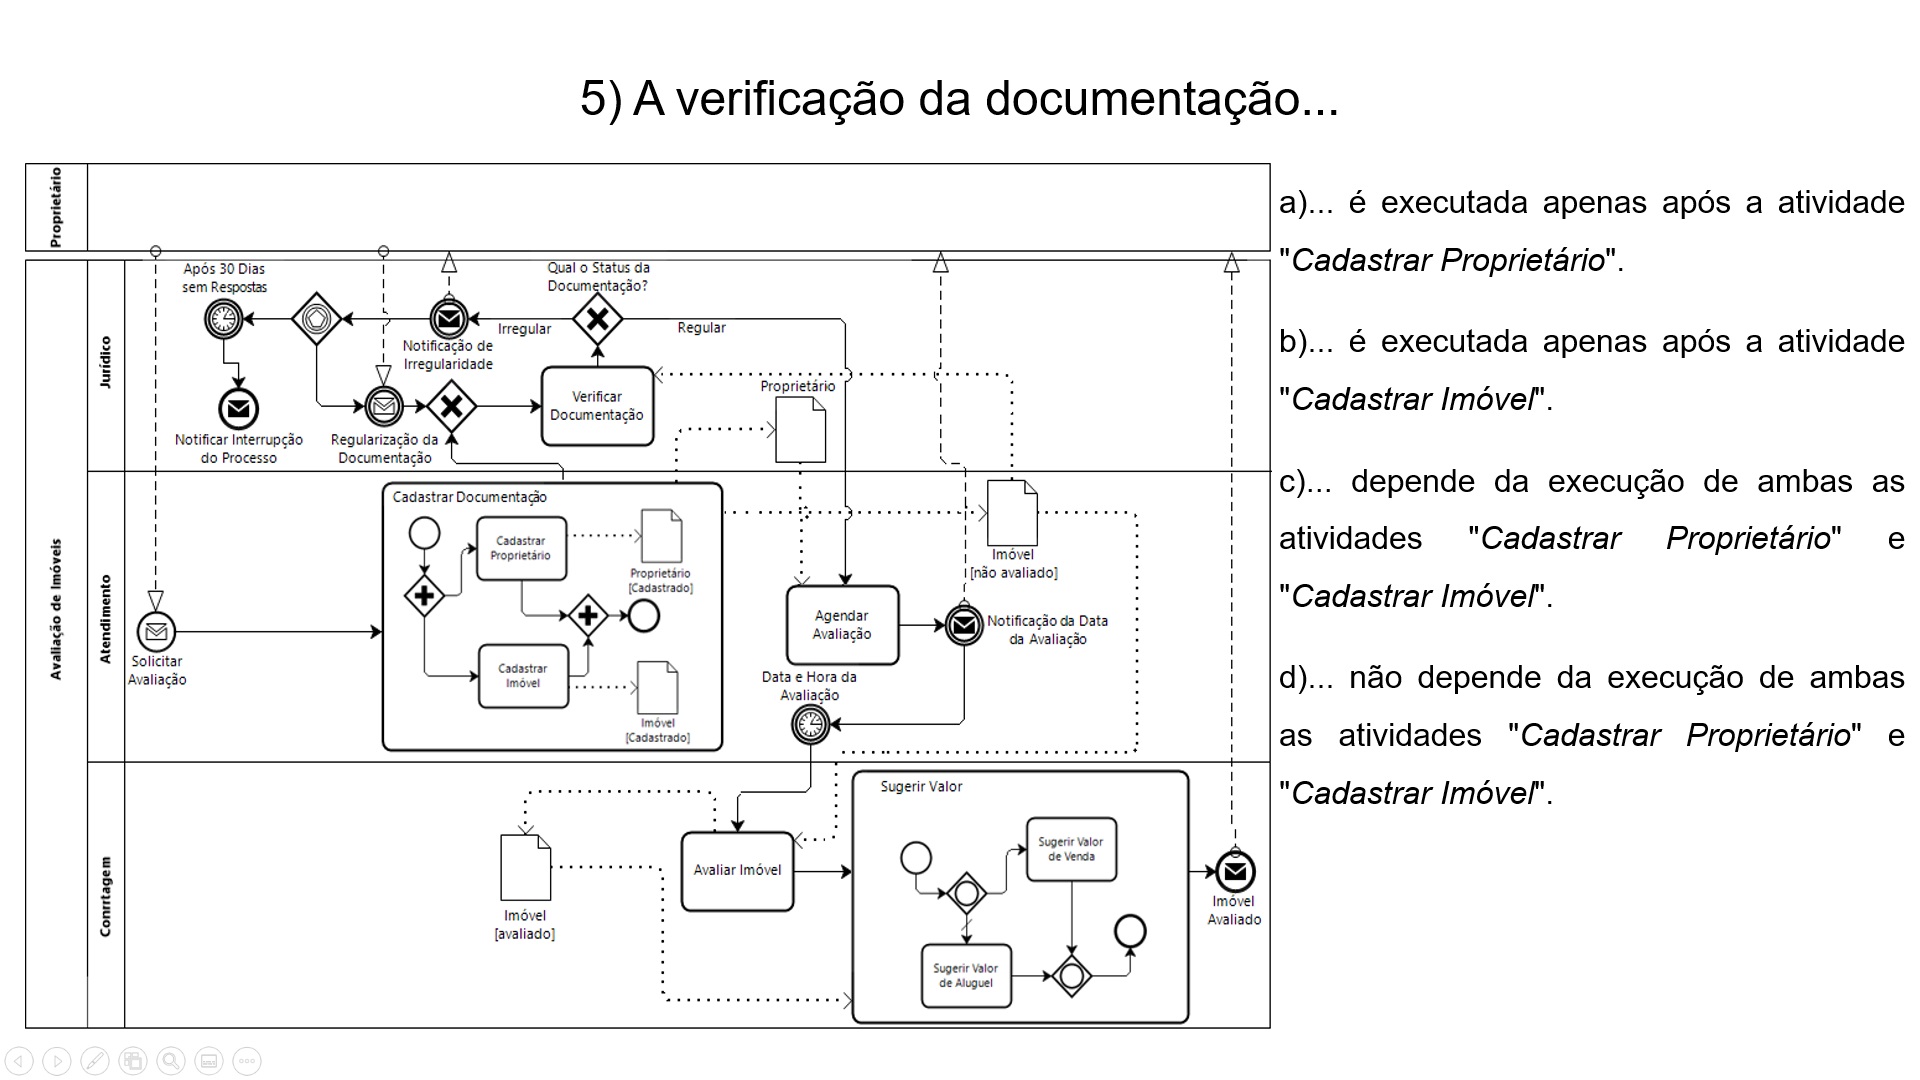 5) A verificação da documentação...
Proprietário
Avaliação de Imóveis
Jurídico
Após 30 Dias
sem Respostas
Notificar Interrupção
do Processo
Regularização da
Documentação
Notificação de
Irregularidade
Irregular
Qual o Status da
Documentação?
Regular
Verificar
Documentação
Proprietário
Atendimento
Solicitar
Avaliação
Cadastrar Documentação
Cadastrar
Proprietário
Proprietário
[Cadastrado]
Cadastrar
Imóvel
Imóvel
[Cadastrado]
Agendar
Avaliação
Imóvel
[não avaliado]
Notificação da Data
da Avaliação
Data e Hora da
Avaliação
Conrrtagem
Imóvel
[avaliado]
Avaliar Imóvel
Sugerir Valor
Sugerir Valor
de Venda
Sugerir Valor
de Aluguel
Imóvel
Avaliado
a)... é executada apenas após a atividade
"Cadastrar Proprietário".
b)... é executada apenas após a atividade
"Cadastrar Imóvel".
c)... depende da execução de ambas as
atividades "Cadastrar Proprietário" e
"Cadastrar Imóvel".
d)... não depende da execução de ambas
as atividades "Cadastrar Proprietário" e
"Cadastrar Imóvel".